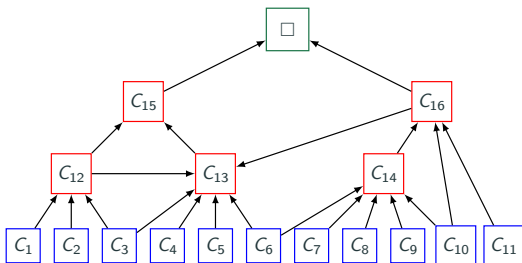 □
C₁₅ C₁₆
C₁₂ C₁₃ C₁₄
C₁ C₂ C₃ C₄ C₅ C₆ C₇ C₈ C₉ C₁₀ C₁₁